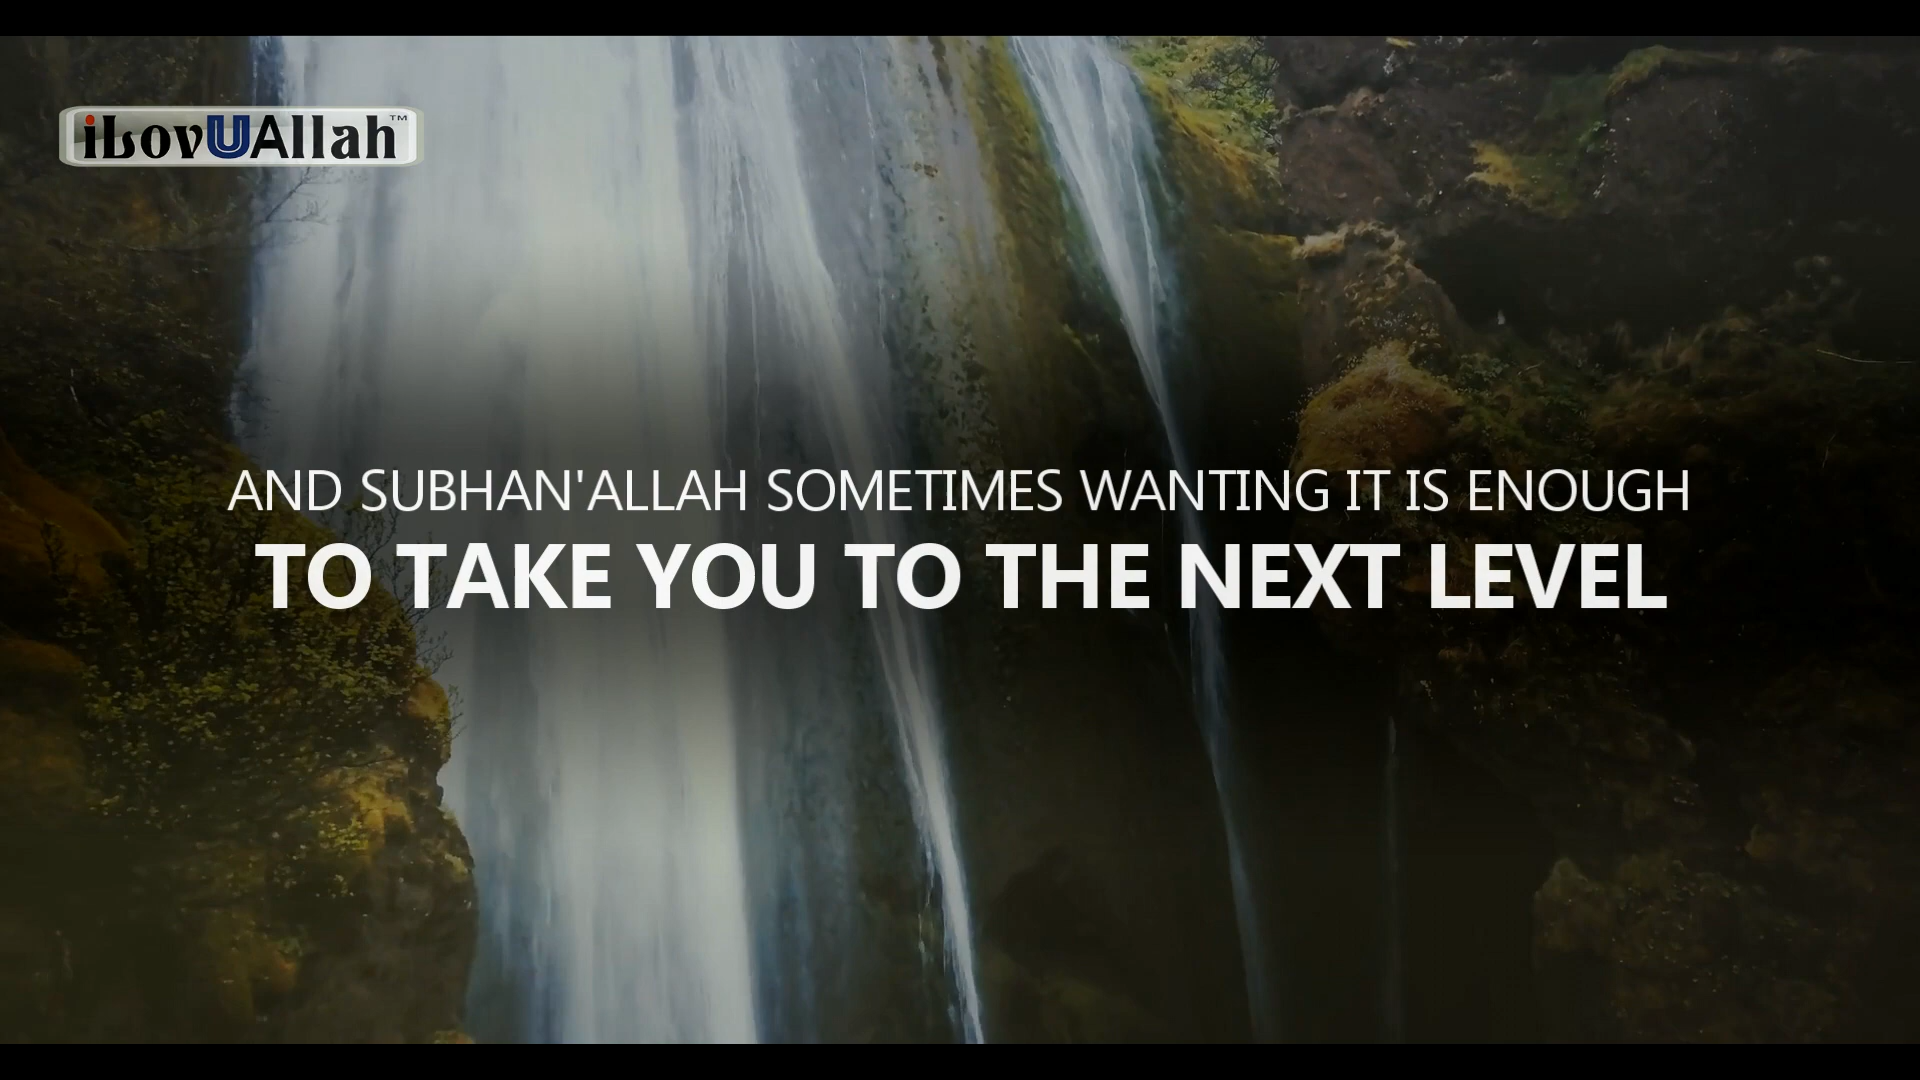 iLovUAllah™
AND SUBHAN'ALLAH SOMETIMES WANTING IT IS ENOUGH
TO TAKE YOU TO THE NEXT LEVEL